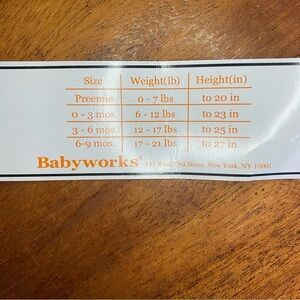 Size Weight(lb) Height(in)
Preemie 0 - 7 lbs to 20 in
0 - 3 mos. 6 - 12 lbs to 23 in
3 - 6 mos. 12 - 17 lbs to 25 in
6-9 mos. 17 - 21 lbs to 27 in
Babyworks Street, New York, NY 10001